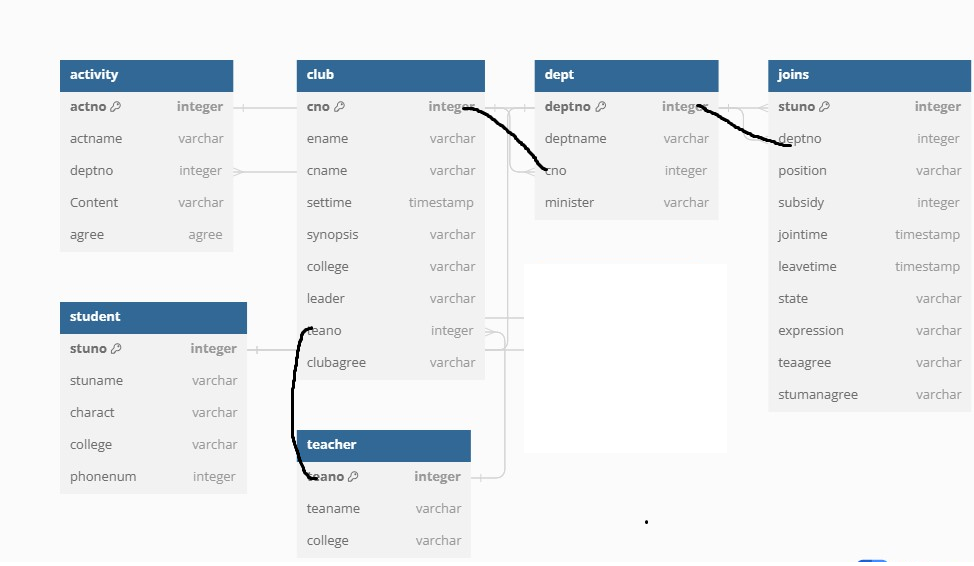 activity
actno integer
actname varchar
deptno integer
Content varchar
agree agree
club
cno integer
ename varchar
cname varchar
settime timestamp
synopsis varchar
college varchar
leader varchar
teano integer
clubagree varchar
dept
deptno integer
deptname varchar
cno integer
minister varchar
joins
stuno integer
deptno integer
position varchar
subsidy integer
jointime timestamp
leavetime timestamp
state varchar
expression varchar
teaagree varchar
stumanagree varchar
student
stuno integer
stuname varchar
charact varchar
college varchar
phonenum integer
teacher
teano integer
teaname varchar
college varchar